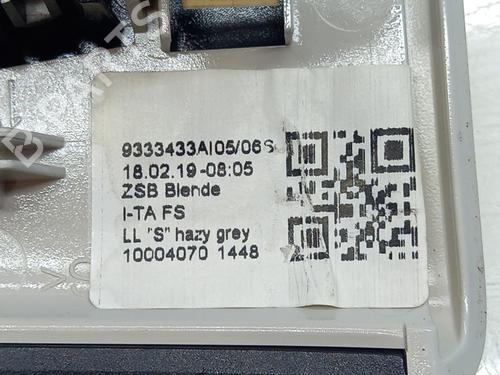 9333433AI05/06S
18.02.19-08:05
ZSB Blende
I-TA FS
LL "S" hazy grey
10004070 1448